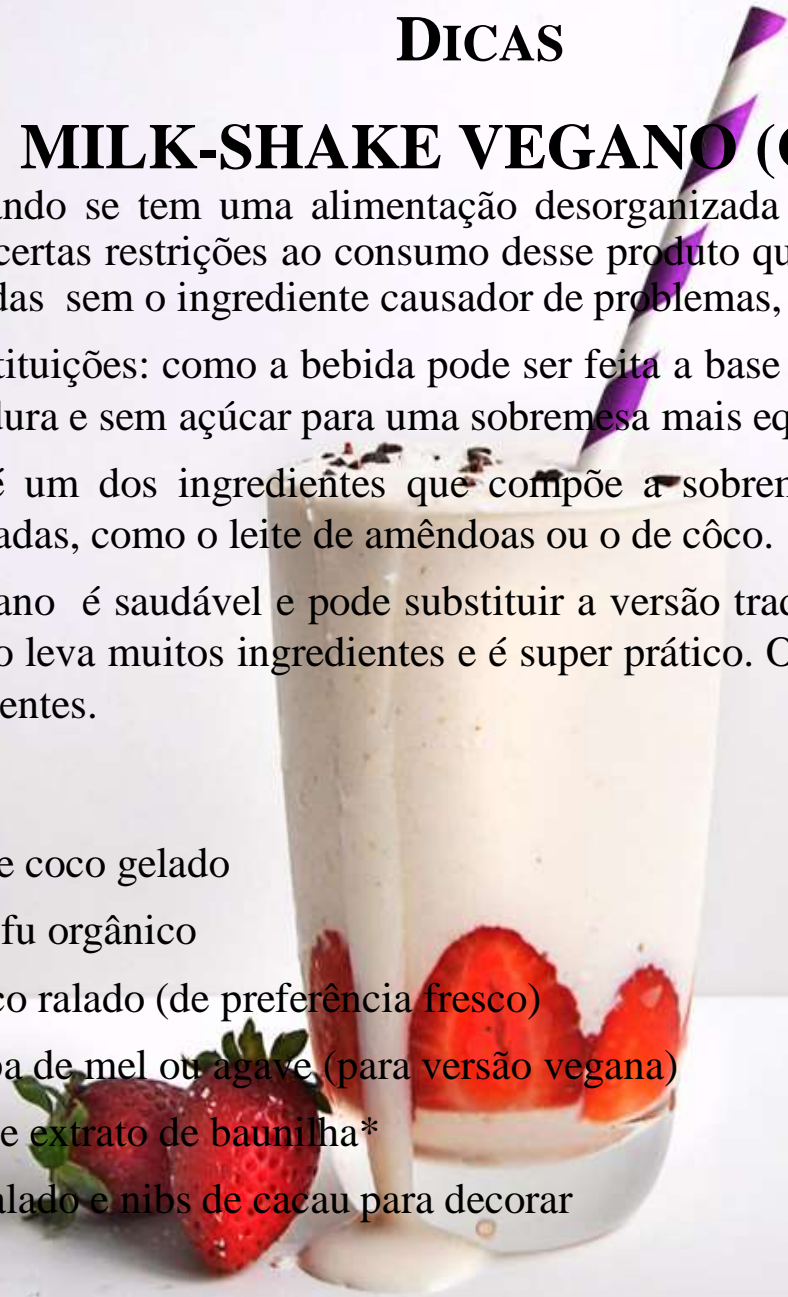 DICAS
MILK-SHAKE VEGANO (
ndo se tem uma alimentação desorganizada
certas restrições ao consumo desse produto qu
das sem o ingrediente causador de problemas,
tituições: como a bebida pode ser feita a base
dura e sem açúcar para uma sobremesa mais eq
é um dos ingredientes que compõe a sobrem
adas, como o leite de amêndoas ou o de côco.
ano é saudável e pode substituir a versão trad
o leva muitos ingredientes e é super prático. O
entes.
e coco gelado
fu orgânico
co ralado (de preferência fresco)
pa de mel ou agave (para versão vegana)
e extrato de baunilha*
alado e nibs de cacau para decorar